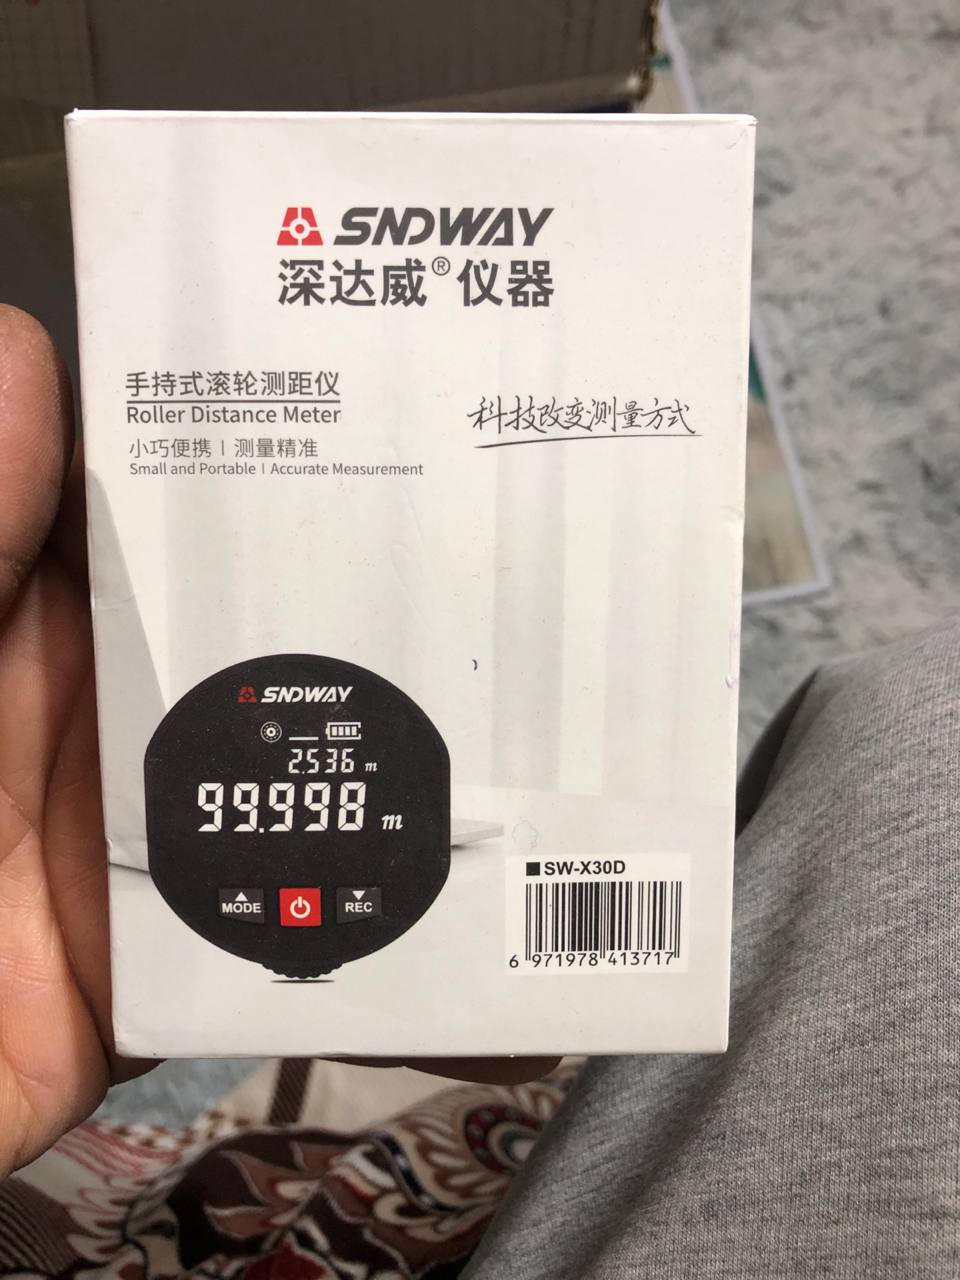 SNDWAY
深达威®仪器
手持式滚轮测距仪
Roller Distance Meter
小巧便携 | 测量精准
Small and Portable | Accurate Measurement
科技改变测量方式
SNDWAY
2.536 m
99.998 m
MODE
REC
SW-X30D
6 971978 413717